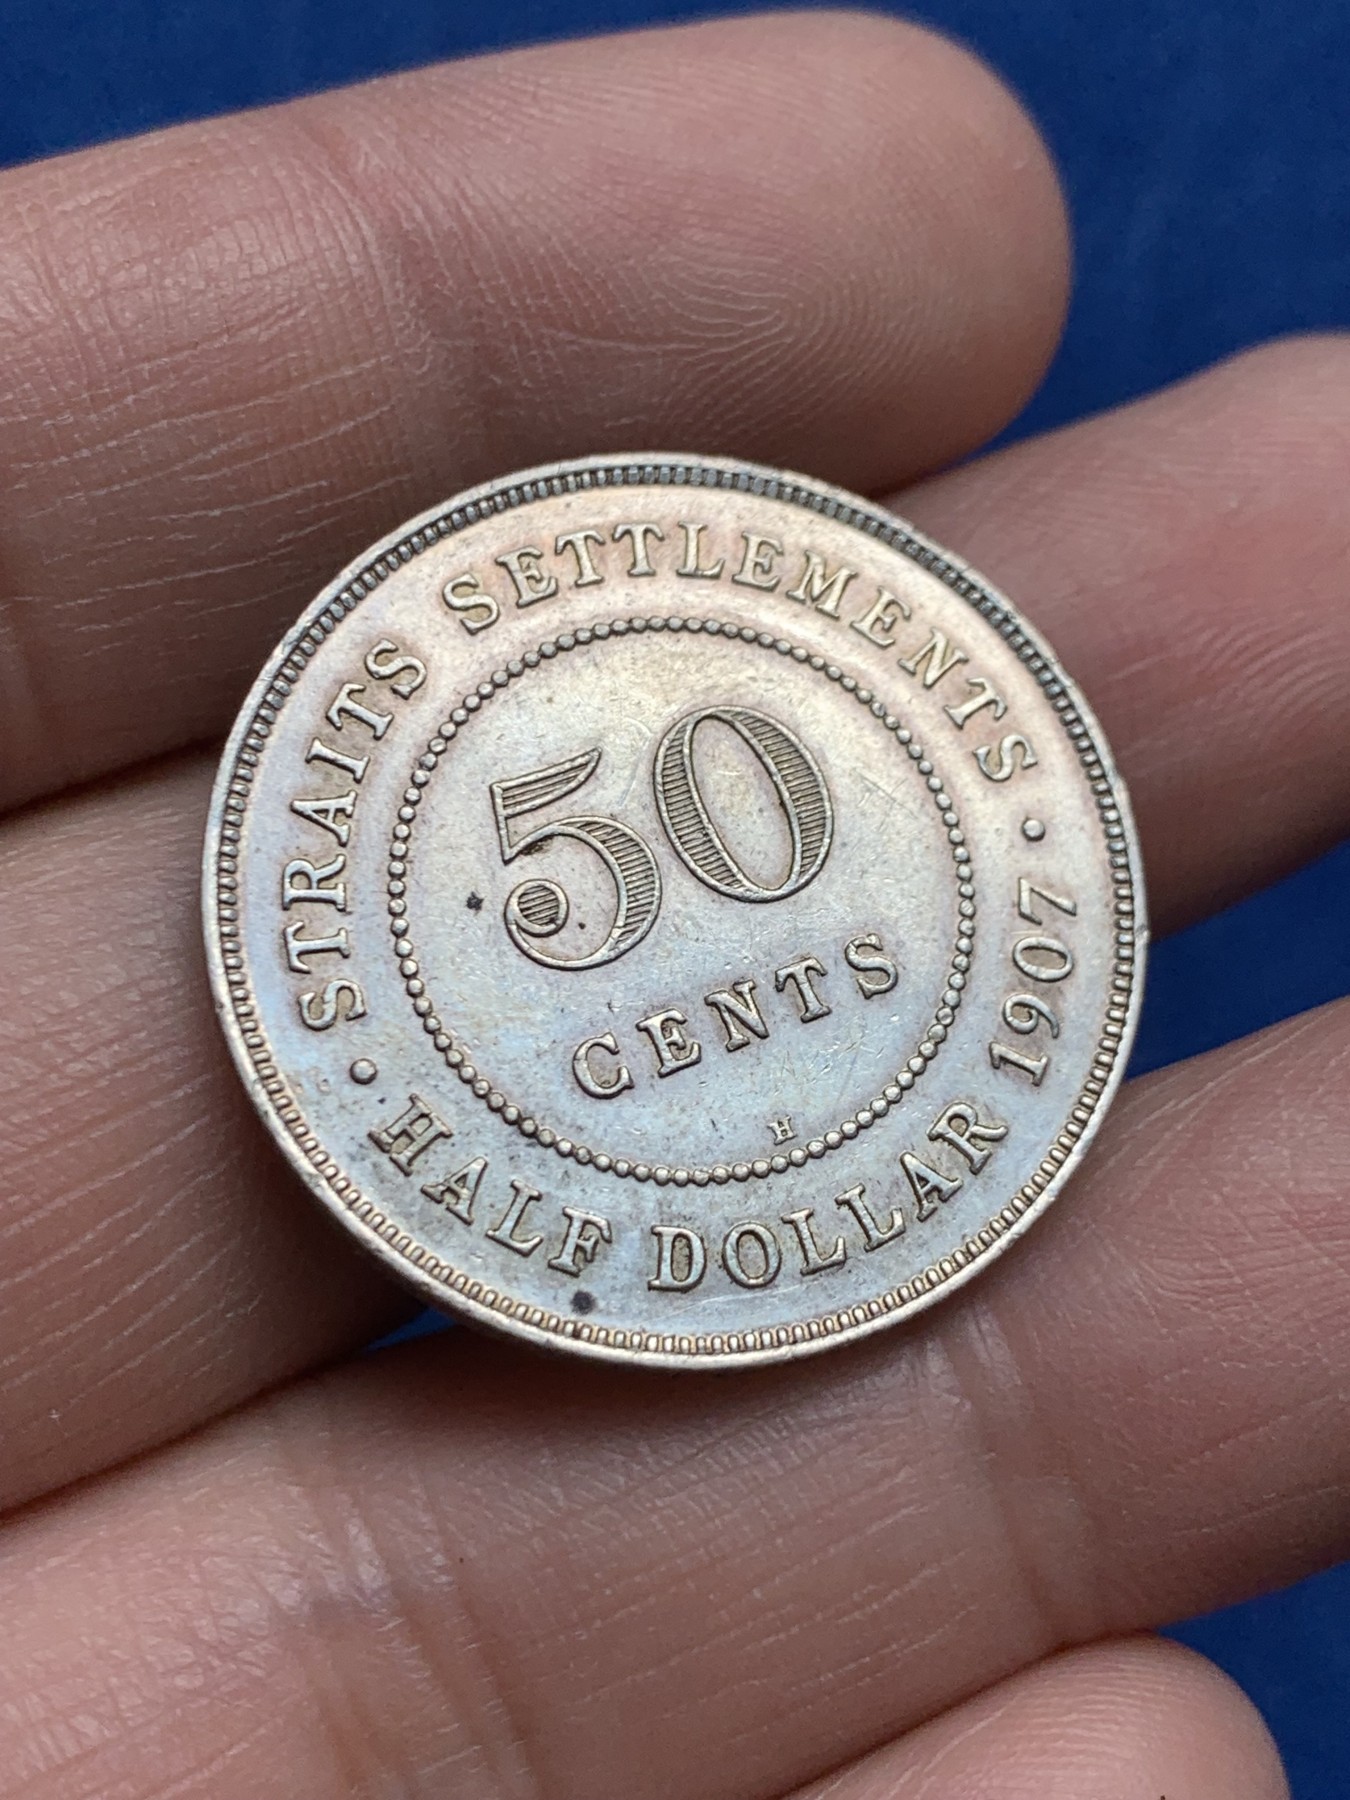 STRAITS SETTLEMENTS
50
CENTS
H
HALF DOLLAR 1907